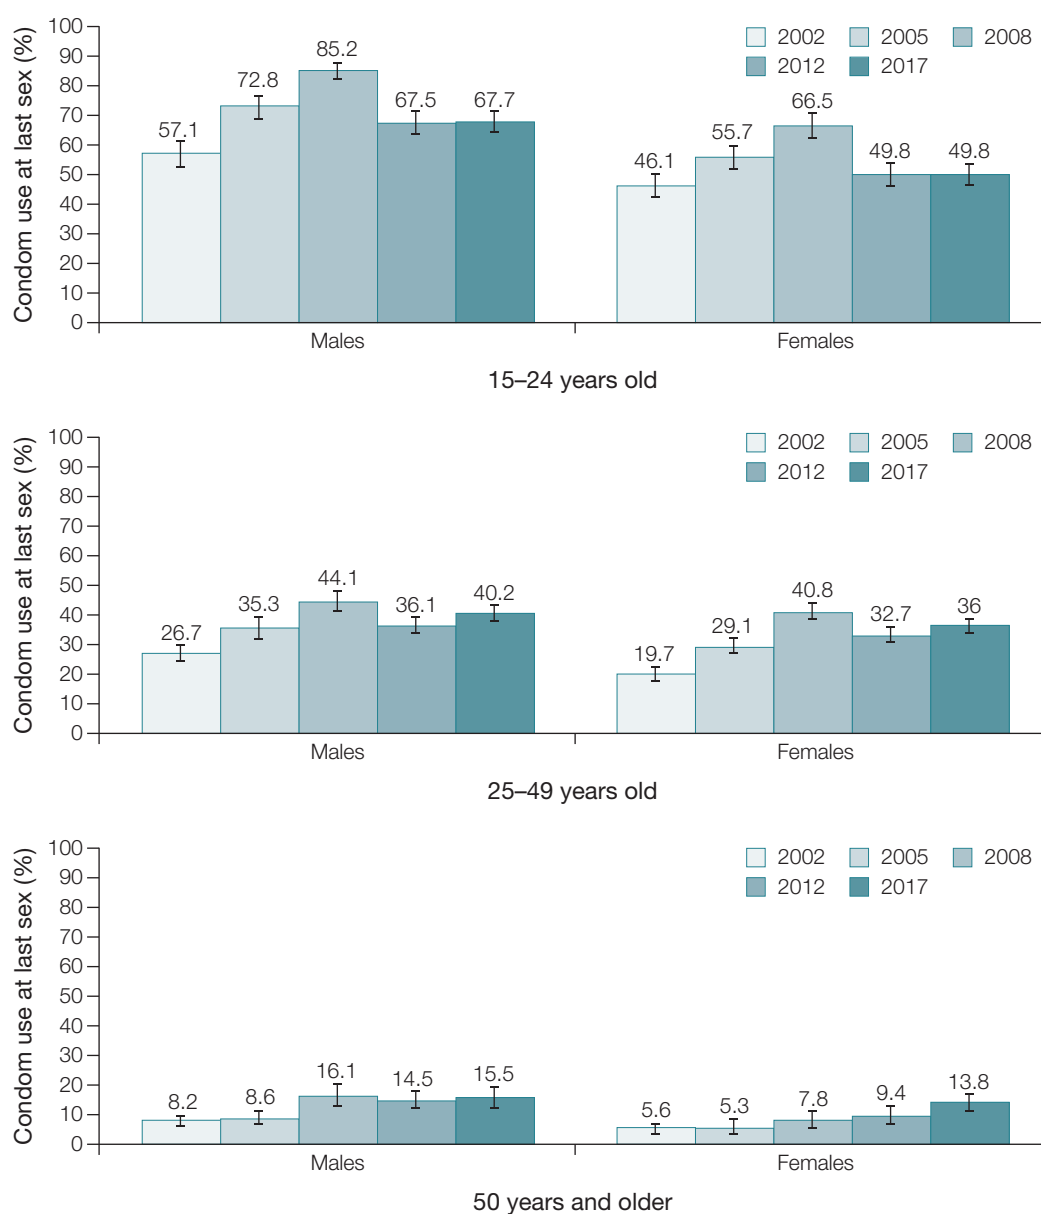 Condom use at last sex (%)
100
90
80
70
60
50
40
30
20
10
0
2002 2005 2008
2012 2017
57.1 72.8 85.2 67.5 67.7
46.1 55.7 66.5 49.8 49.8
Males Females
15–24 years old
Condom use at last sex (%)
100
90
80
70
60
50
40
30
20
10
0
2002 2005 2008
2012 2017
26.7 35.3 44.1 36.1 40.2
19.7 29.1 40.8 32.7 36
Males Females
25–49 years old
Condom use at last sex (%)
100
90
80
70
60
50
40
30
20
10
0
2002 2005 2008
2012 2017
8.2 8.6 16.1 14.5 15.5
5.6 5.3 7.8 9.4 13.8
Males Females
50 years and older